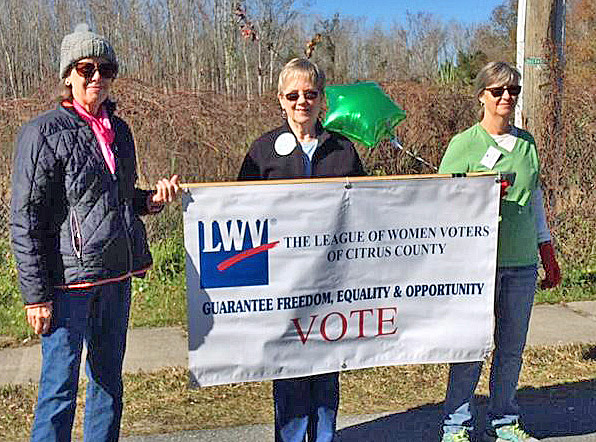 LWV®
THE LEAGUE OF WOMEN VOTERS
OF CITRUS COUNTY
GUARANTEE FREEDOM, EQUALITY & OPPORTUNITY
VOTE